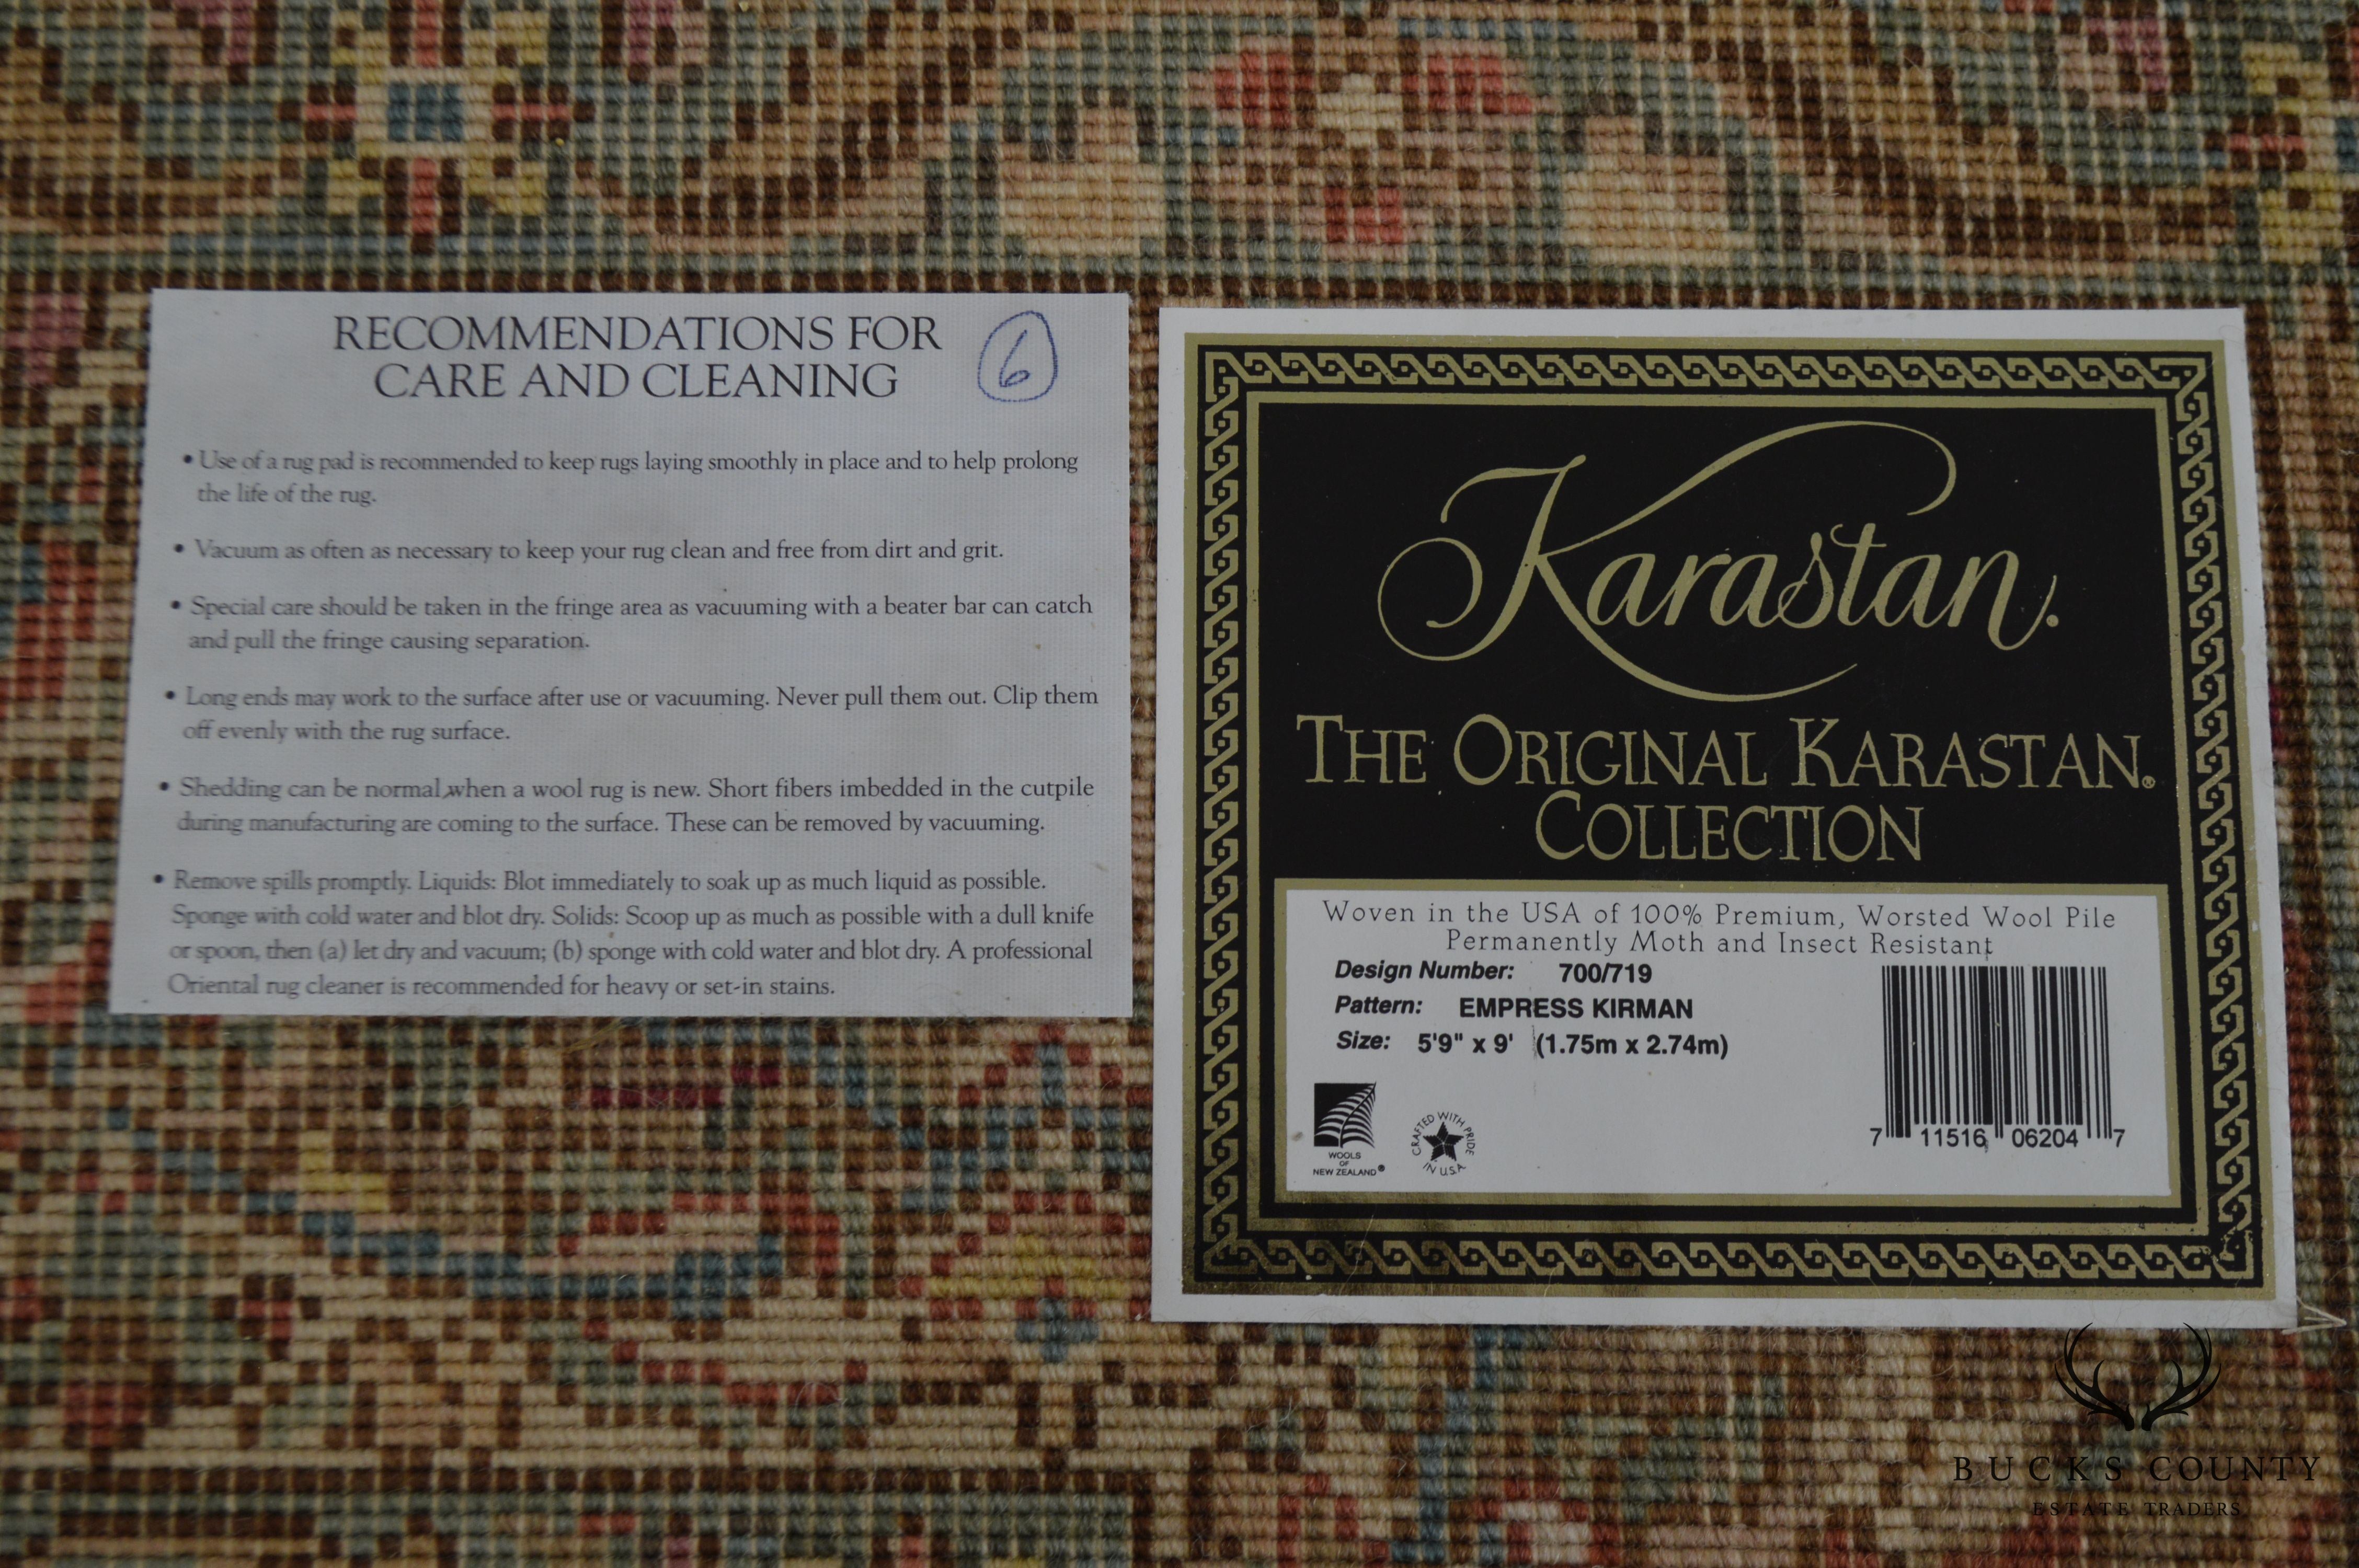 RECOMMENDATIONS FOR
CARE AND CLEANING
6
• Use of a rug pad is recommended to keep rugs laying smoothly in place and to help prolong
the life of the rug.
• Vacuum as often as necessary to keep your rug clean and free from dirt and grit.
• Special care should be taken in the fringe area as vacuuming with a beater bar can catch
and pull the fringe causing separation.
• Long ends may work to the surface after use or vacuuming. Never pull them out. Clip them
off evenly with the rug surface.
• Shedding can be normal when a wool rug is new. Short fibers imbedded in the cutpile
during manufacturing are coming to the surface. These can be removed by vacuuming.
• Remove spills promptly. Liquids: Blot immediately to soak up as much liquid as possible.
Sponge with cold water and blot dry. Solids: Scoop up as much as possible with a dull knife
or spoon, then (a) let dry and vacuum; (b) sponge with cold water and blot dry. A professional
Oriental rug cleaner is recommended for heavy or set-in stains.
Karastan.
THE ORIGINAL KARASTAN®
COLLECTION
Woven in the USA of 100% Premium, Worsted Wool Pile
Permanently Moth and Insect Resistant
Design Number: 700/719
Pattern: EMPRESS KIRMAN
Size: 5'9" x 9' (1.75m x 2.74m)
WOOLS
OF
NEW ZEALAND®
CRAFTED WITH PRIDE
IN U.S.A
7 11516 06204 7
BUCKS COUNTY
ESTATE TRADERS